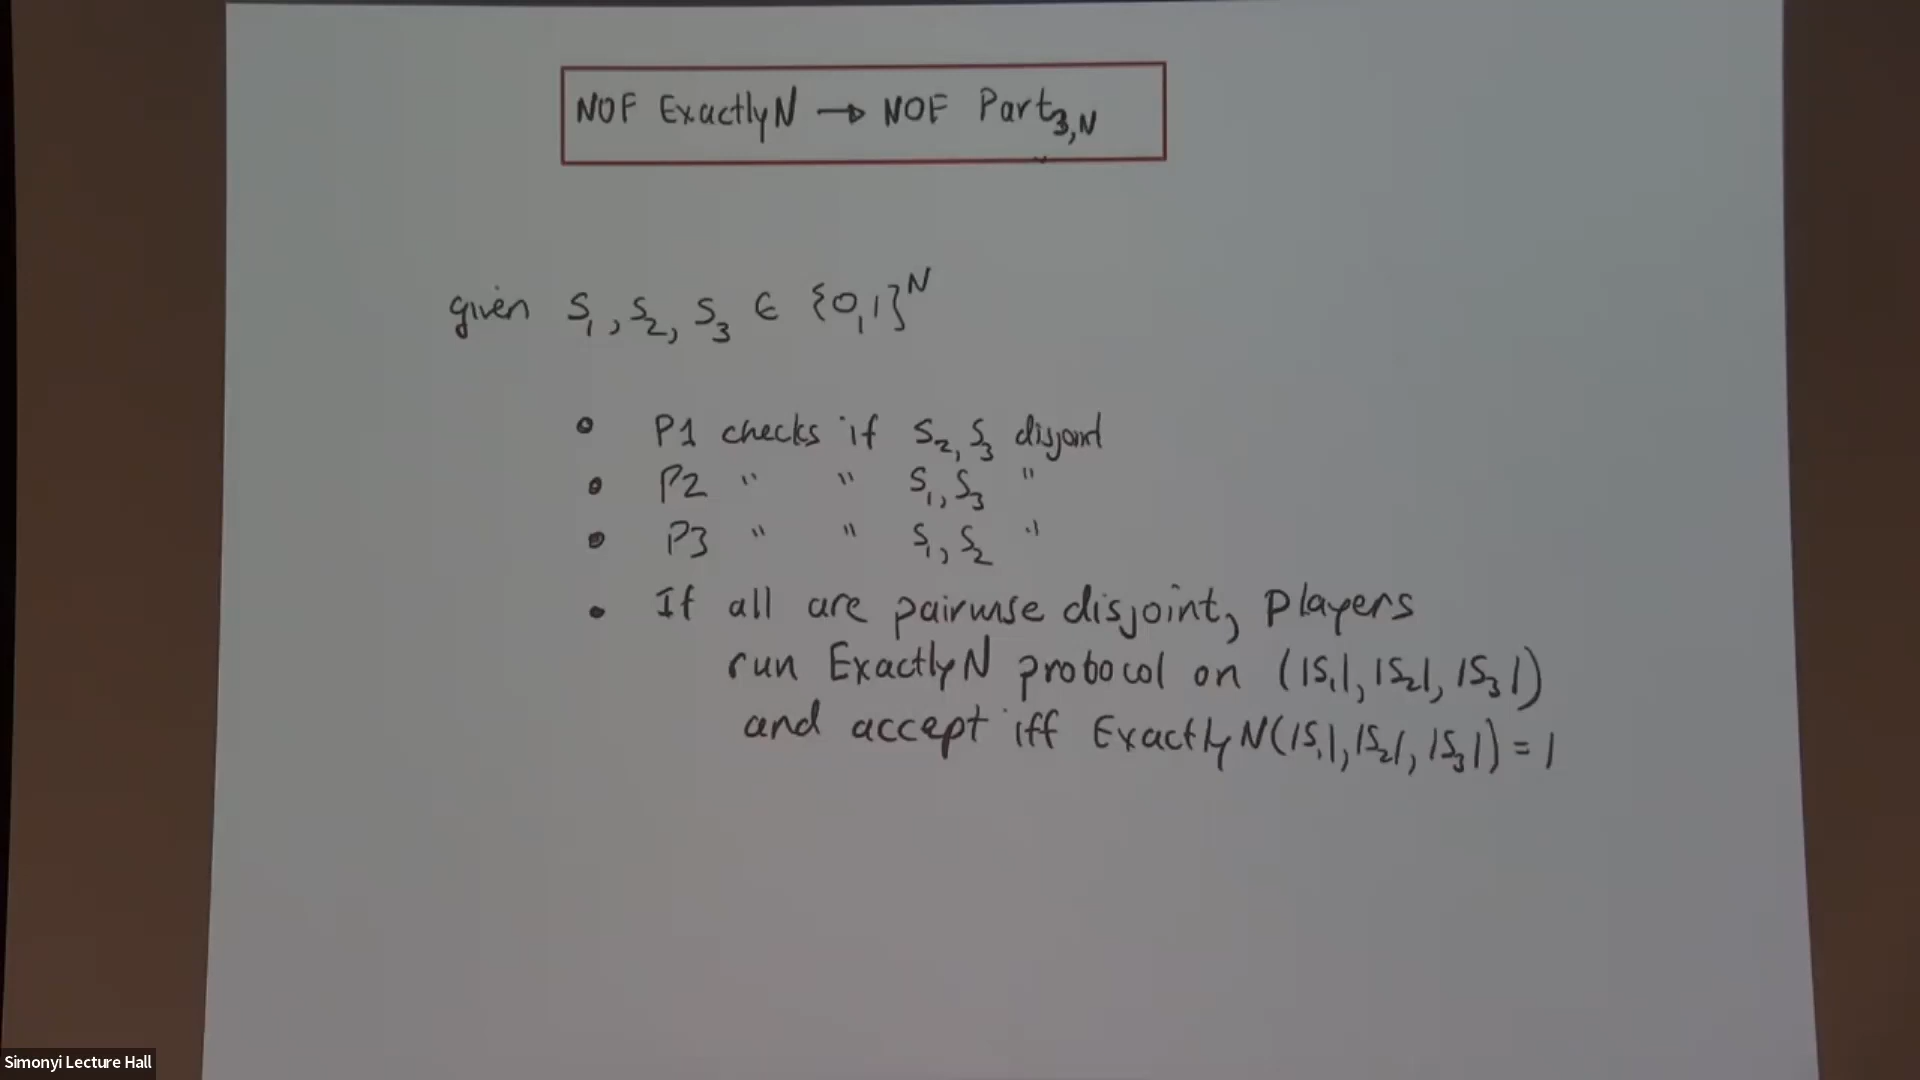 NOF ExactlyN → NOF Part₃,N
given S₁, S₂, S₃ ∈ {0,1}ᴺ
• P1 checks if S₂, S₃ disjoint
• P2 " " S₁, S₃ "
• P3 " " S₁, S₂ "
• If all are pairwise disjoint, players
run ExactlyN protocol on (|S₁|, |S₂|, |S₃|)
and accept iff ExactlyN(|S₁|, |S₂|, |S₃|) = 1
Simonyi Lecture Hall